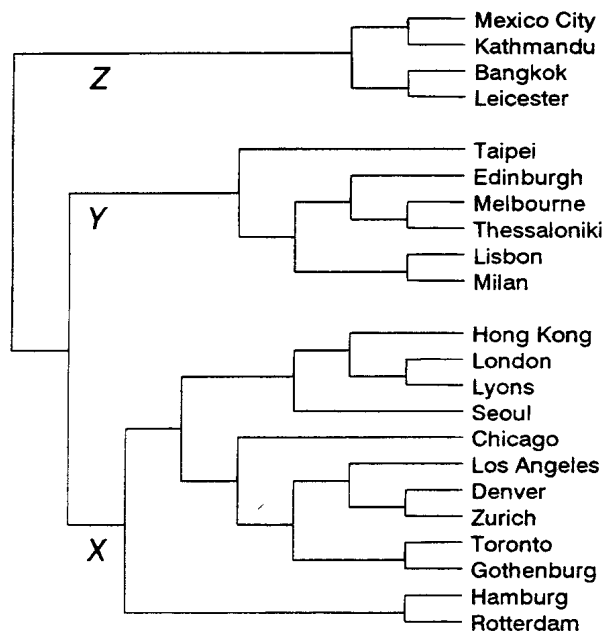 Mexico City
Kathmandu
Z
Bangkok
Leicester
Taipei
Edinburgh
Y
Melbourne
Thessaloniki
Lisbon
Milan
Hong Kong
London
Lyons
Seoul
Chicago
Los Angeles
Denver
Zurich
X
Toronto
Gothenburg
Hamburg
Rotterdam